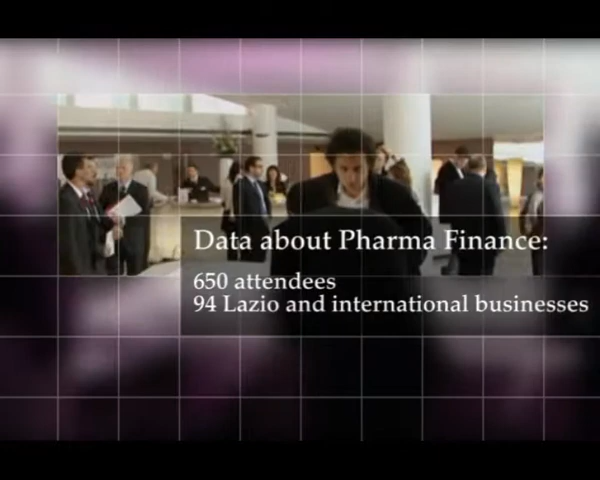 Data about Pharma Finance:
650 attendees
94 Lazio and international businesses